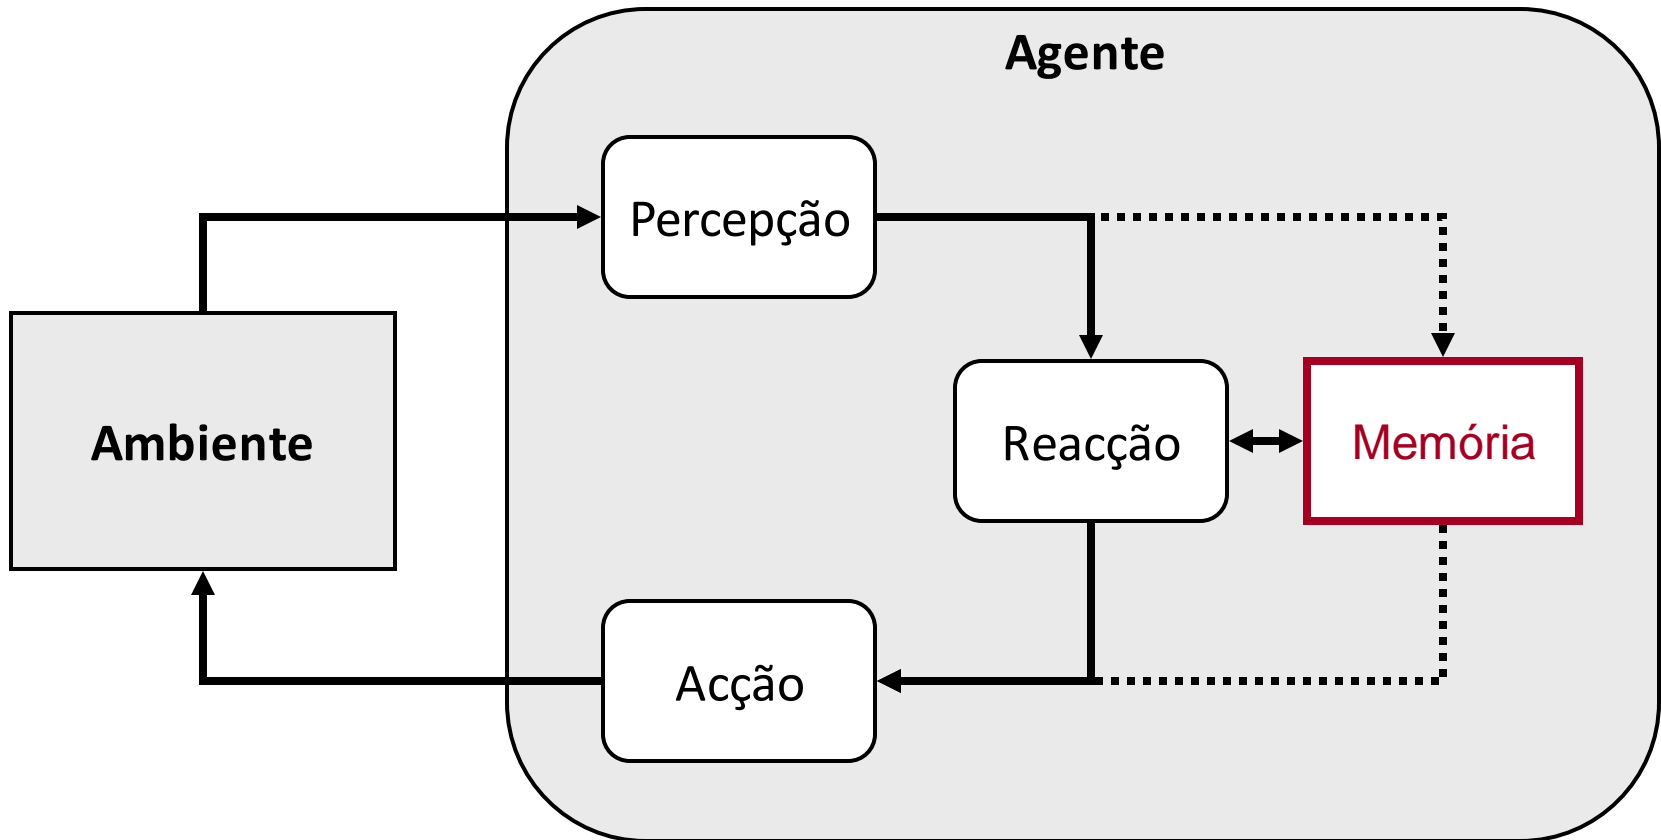 Agente
Percepção
Ambiente
Reacção
Memória
Acção